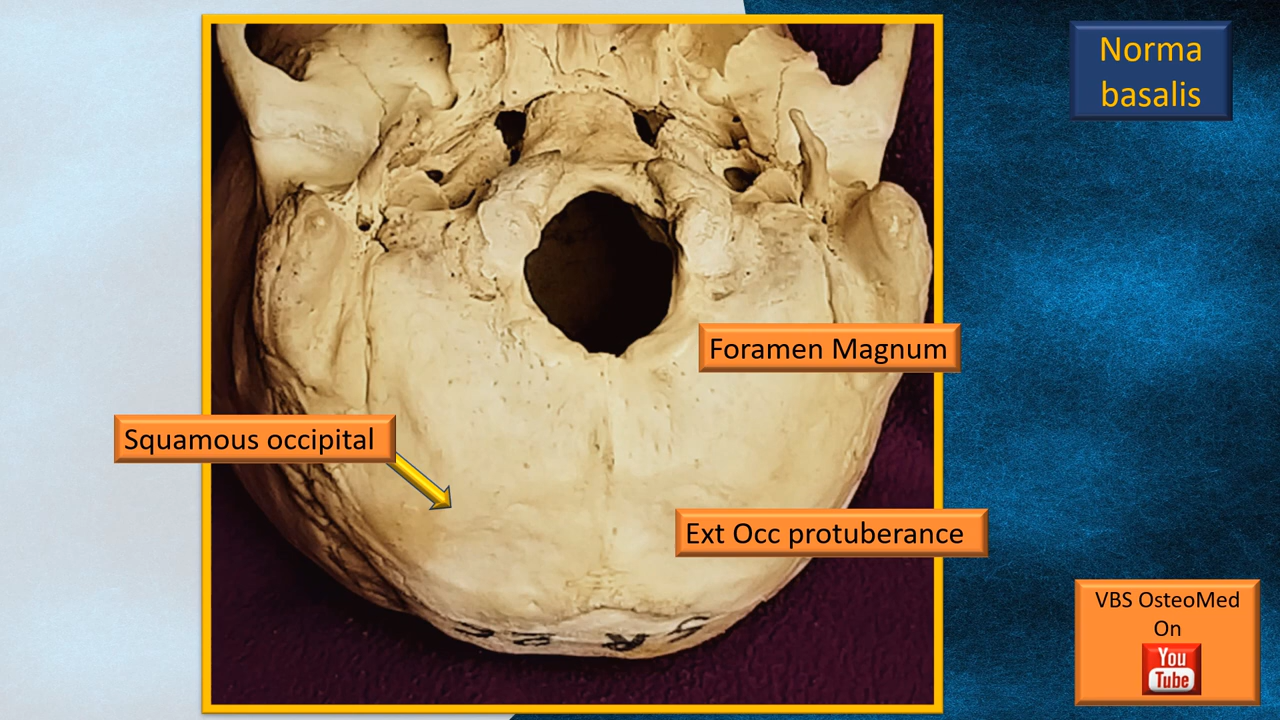 Norma
basalis
Foramen Magnum
Squamous occipital
Ext Occ protuberance
VBS OsteoMed
On
You
Tube